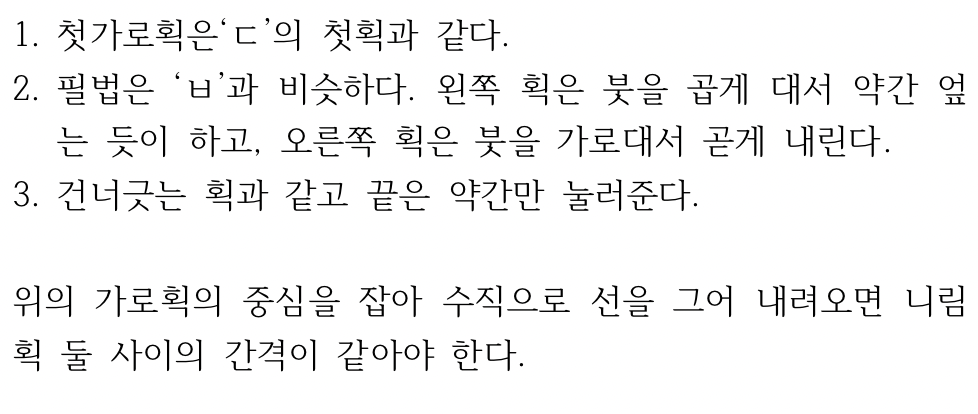 1. 첫가로획은‘ㄷ’의 첫획과 같다.
2. 필법은 ‘ㅂ’과 비슷하다. 왼쪽 획은 붓을 곱게 대서 약간 엎
는 듯이 하고, 오른쪽 획은 붓을 가로대서 곧게 내린다.
3. 건너긋는 획과 같고 끝은 약간만 눌러준다.
위의 가로획의 중심을 잡아 수직으로 선을 그어 내려오면 니림
획 둘 사이의 간격이 같아야 한다.